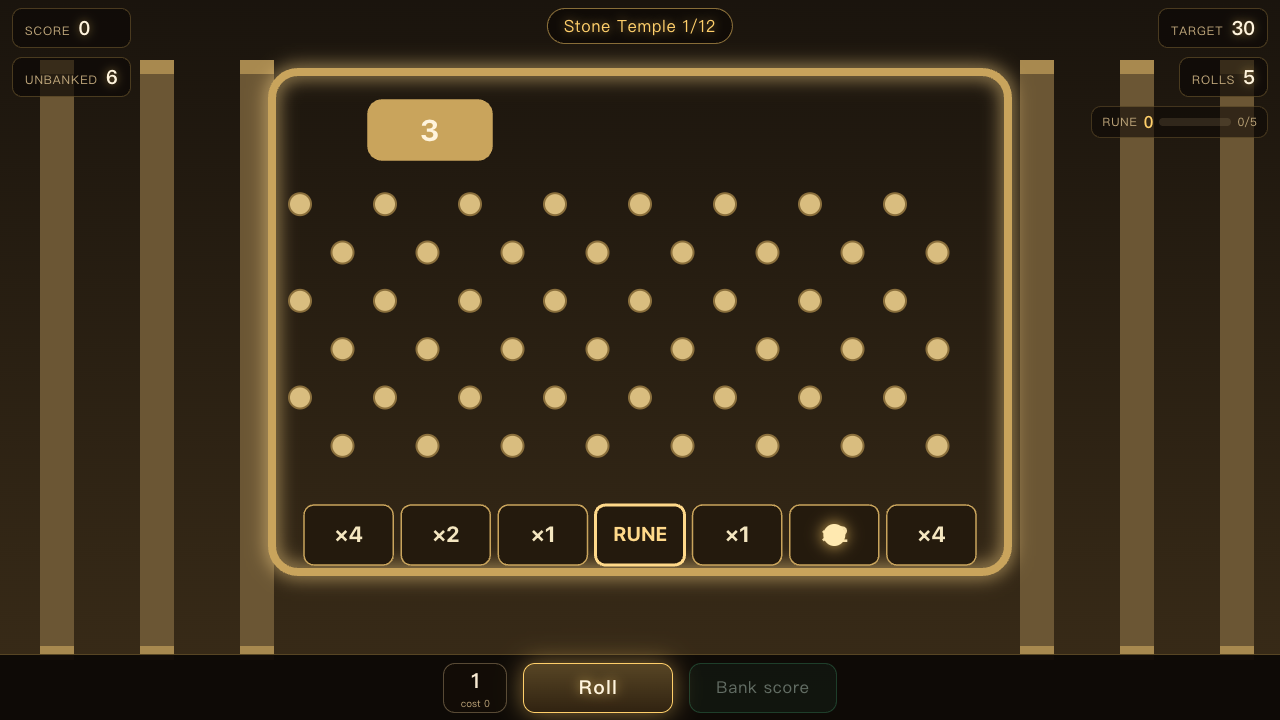 SCORE 0
Stone Temple 1/12
TARGET 30
UNBANKED 6
ROLLS 5
RUNE 0 0/5
3
×4 ×2 ×1 RUNE ×1 ×4
1
cost 0
Roll
Bank score